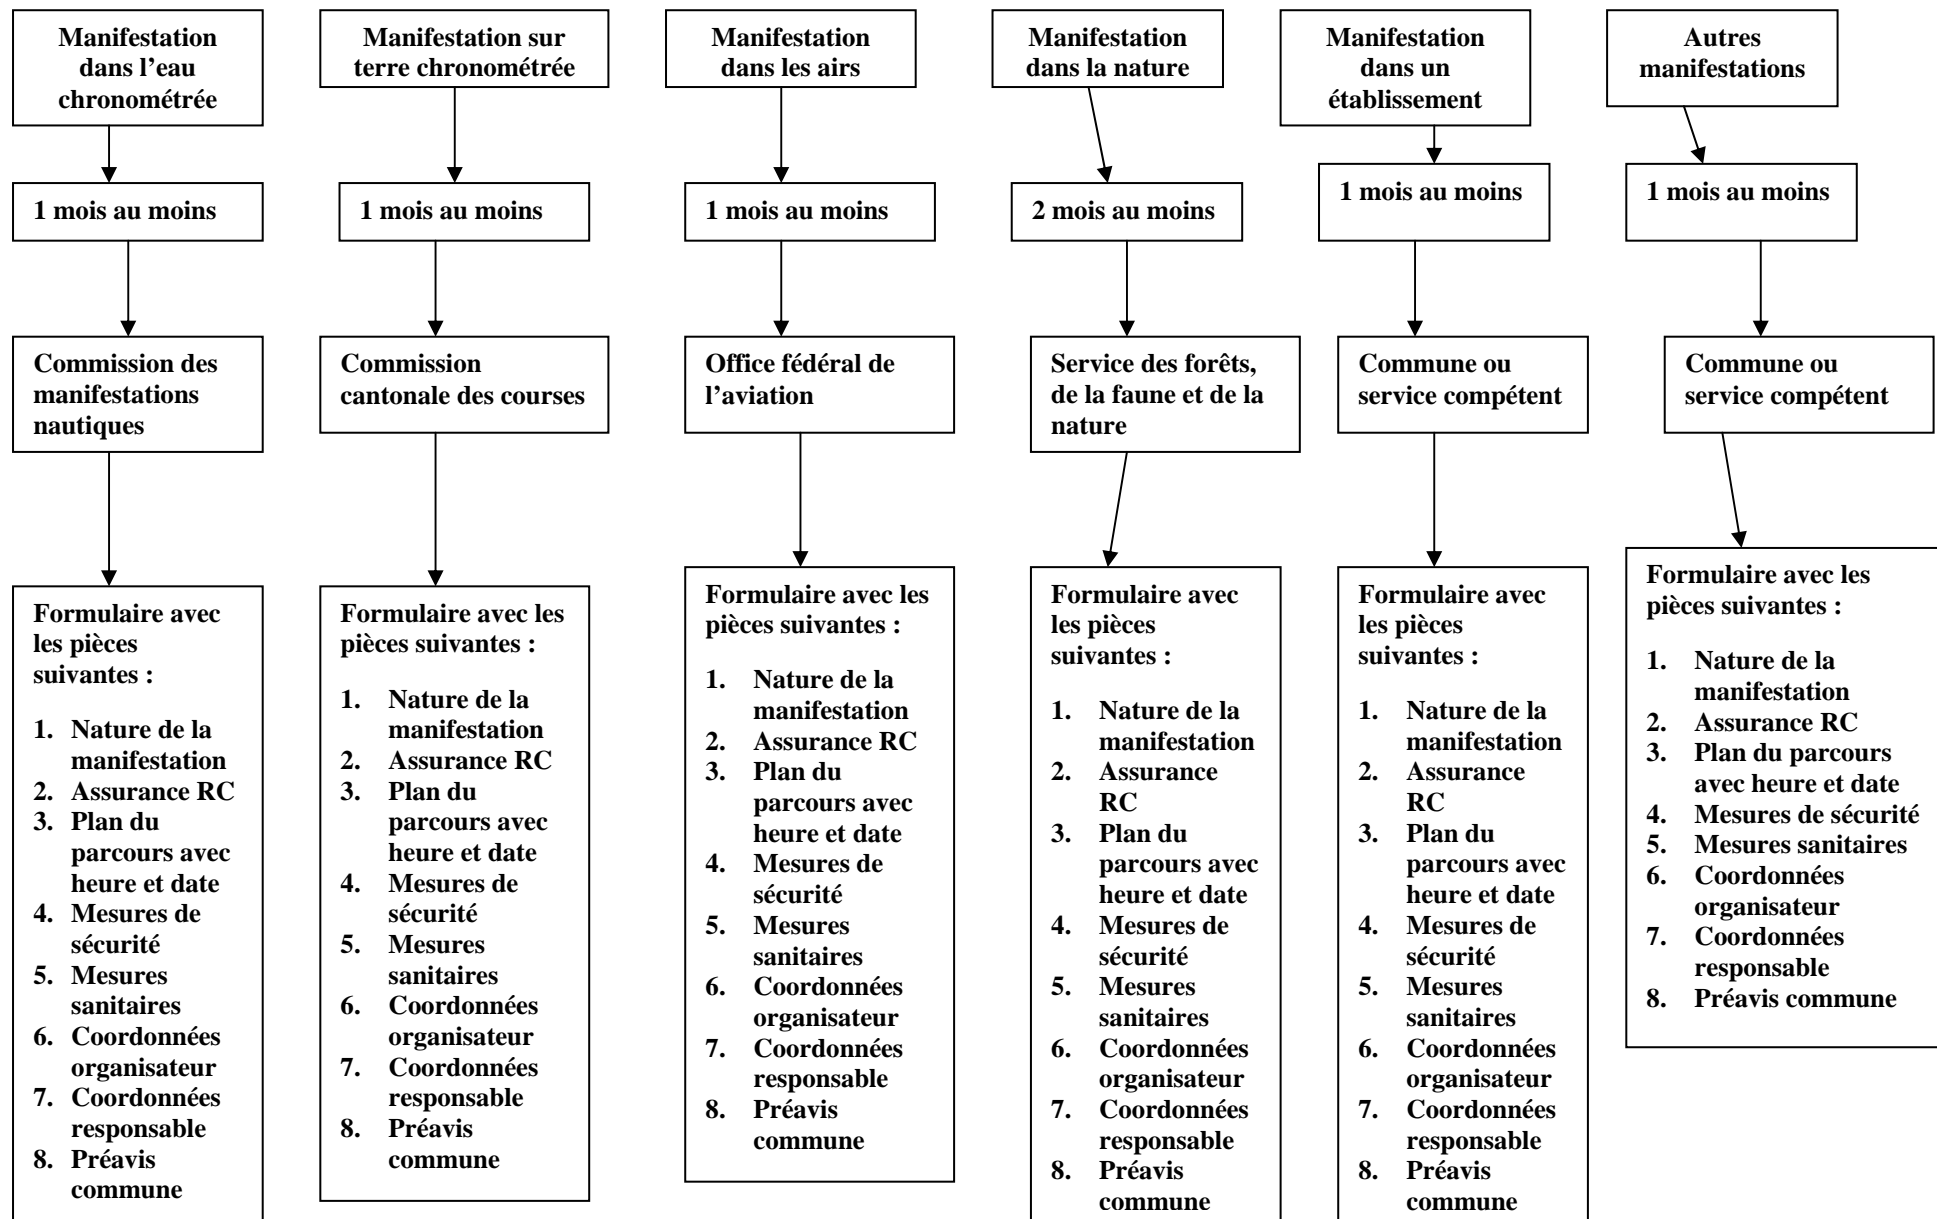 Manifestation
dans l’eau
chronométrée
Manifestation sur
terre chronométrée
Manifestation
dans les airs
Manifestation
dans la nature
Manifestation
dans un
établissement
Autres
manifestations
1 mois au moins
1 mois au moins
1 mois au moins
2 mois au moins
1 mois au moins
1 mois au moins
Commission des
manifestations
nautiques
Commission
cantonale des courses
Office fédéral de
l’aviation
Service des forêts,
de la faune et de la
nature
Commune ou
service compétent
Commune ou
service compétent
Formulaire avec
les pièces
suivantes :
1. Nature de la
manifestation
2. Assurance RC
3. Plan du
parcours avec
heure et date
4. Mesures de
sécurité
5. Mesures
sanitaires
6. Coordonnées
organisateur
7. Coordonnées
responsable
8. Préavis
commune
Formulaire avec les
pièces suivantes :
1. Nature de la
manifestation
2. Assurance RC
3. Plan du
parcours avec
heure et date
4. Mesures de
sécurité
5. Mesures
sanitaires
6. Coordonnées
organisateur
7. Coordonnées
responsable
8. Préavis
commune
Formulaire avec les
pièces suivantes :
1. Nature de la
manifestation
2. Assurance RC
3. Plan du
parcours avec
heure et date
4. Mesures de
sécurité
5. Mesures
sanitaires
6. Coordonnées
organisateur
7. Coordonnées
responsable
8. Préavis
commune
Formulaire avec
les pièces
suivantes :
1. Nature de la
manifestation
2. Assurance
RC
3. Plan du
parcours avec
heure et date
4. Mesures de
sécurité
5. Mesures
sanitaires
6. Coordonnées
organisateur
7. Coordonnées
responsable
8. Préavis
commune
Formulaire avec
les pièces
suivantes :
1. Nature de la
manifestation
2. Assurance
RC
3. Plan du
parcours avec
heure et date
4. Mesures de
sécurité
5. Mesures
sanitaires
6. Coordonnées
organisateur
7. Coordonnées
responsable
8. Préavis
commune
Formulaire avec les
pièces suivantes :
1. Nature de la
manifestation
2. Assurance RC
3. Plan du parcours
avec heure et date
4. Mesures de sécurité
5. Mesures sanitaires
6. Coordonnées
organisateur
7. Coordonnées
responsable
8. Préavis commune